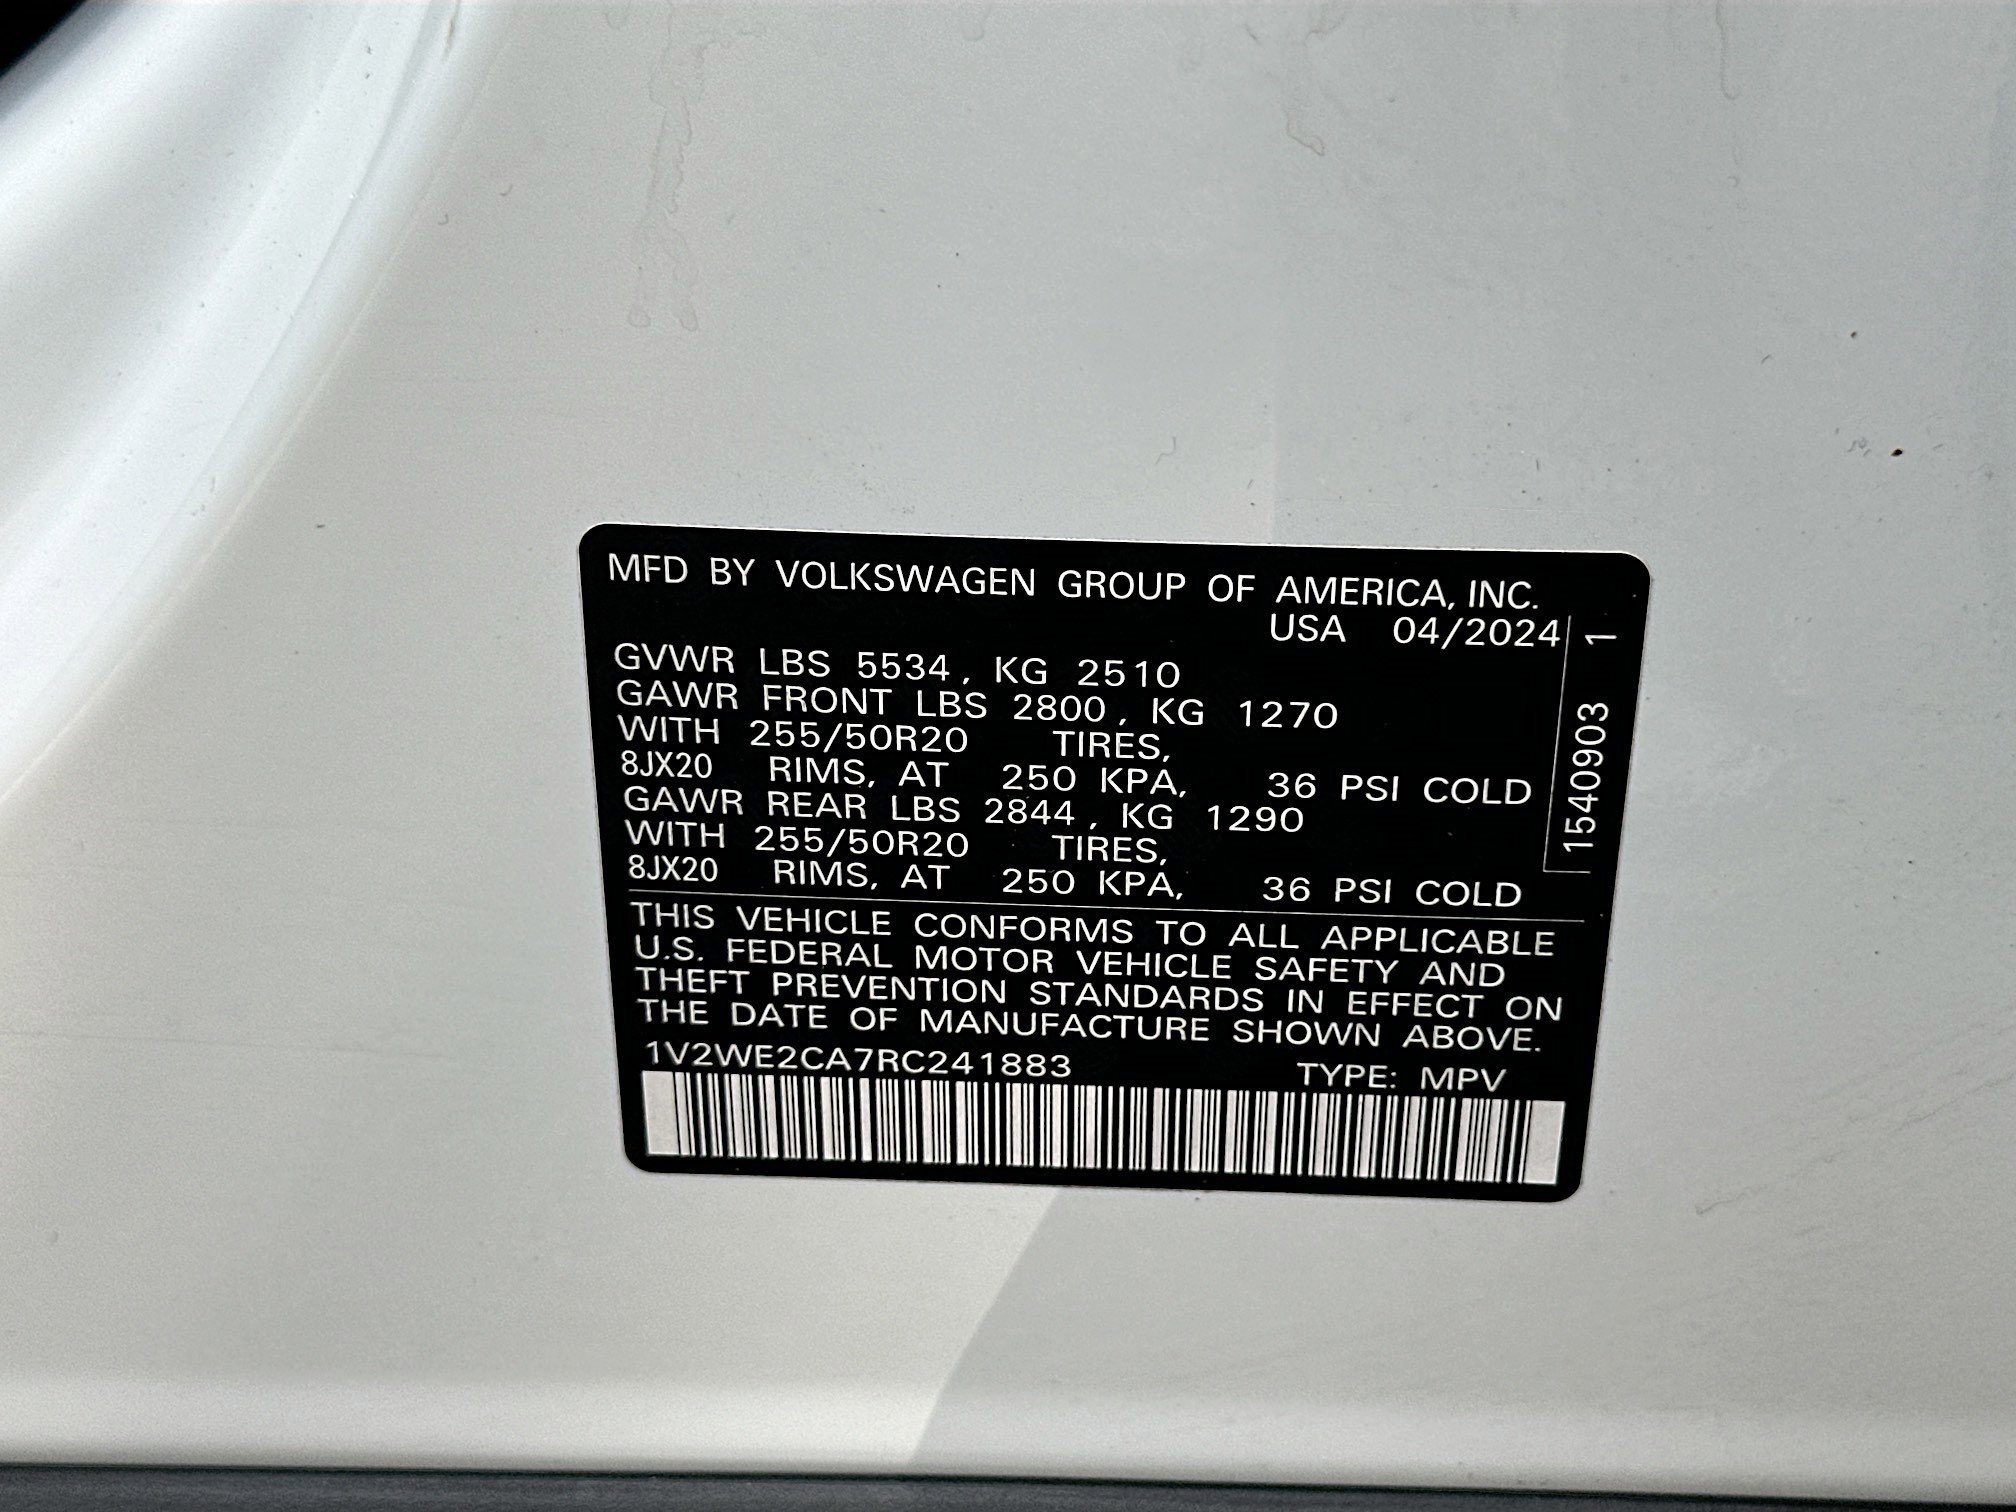 MFD BY VOLKSWAGEN GROUP OF AMERICA, INC.
USA 04/2024
GVWR LBS 5534, KG 2510
GAWR FRONT LBS 2800, KG 1270
WITH 255/50R20 TIRES,
8JX20 RIMS, AT 250 KPA, 36 PSI COLD
GAWR REAR LBS 2844, KG 1290
WITH 255/50R20 TIRES,
8JX20 RIMS, AT 250 KPA, 36 PSI COLD
1540903 1
THIS VEHICLE CONFORMS TO ALL APPLICABLE
U.S. FEDERAL MOTOR VEHICLE SAFETY AND
THEFT PREVENTION STANDARDS IN EFFECT ON
THE DATE OF MANUFACTURE SHOWN ABOVE.
1V2WE2CA7RC241883 TYPE: MPV